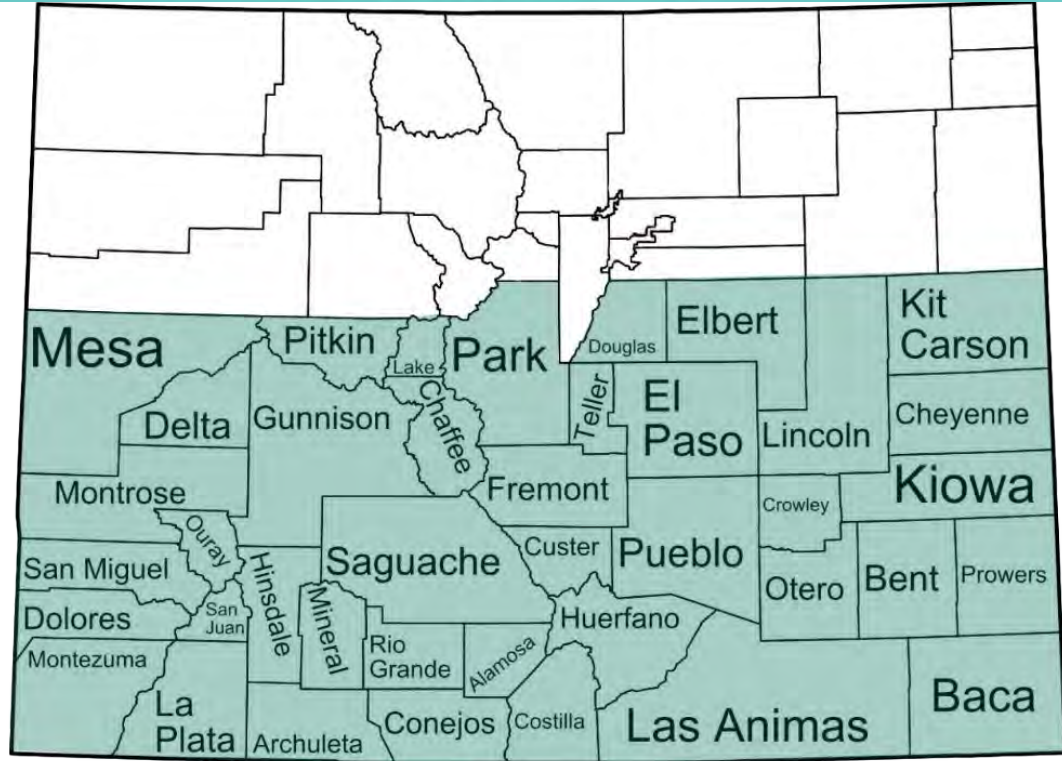 Mesa
Pitkin
Lake
Park
Douglas
Elbert
Kit
Carson
Delta
Gunnison
Chaffee
Teller
El
Paso
Lincoln
Cheyenne
Montrose
Fremont
Crowley
Kiowa
Ouray
San Miguel
Hinsdale
Saguache
Custer
Pueblo
Otero
Bent
Prowers
Dolores
San
Juan
Mineral
Rio
Grande
Alamosa
Huerfano
Montezuma
La
Plata
Archuleta
Conejos
Costilla
Las Animas
Baca